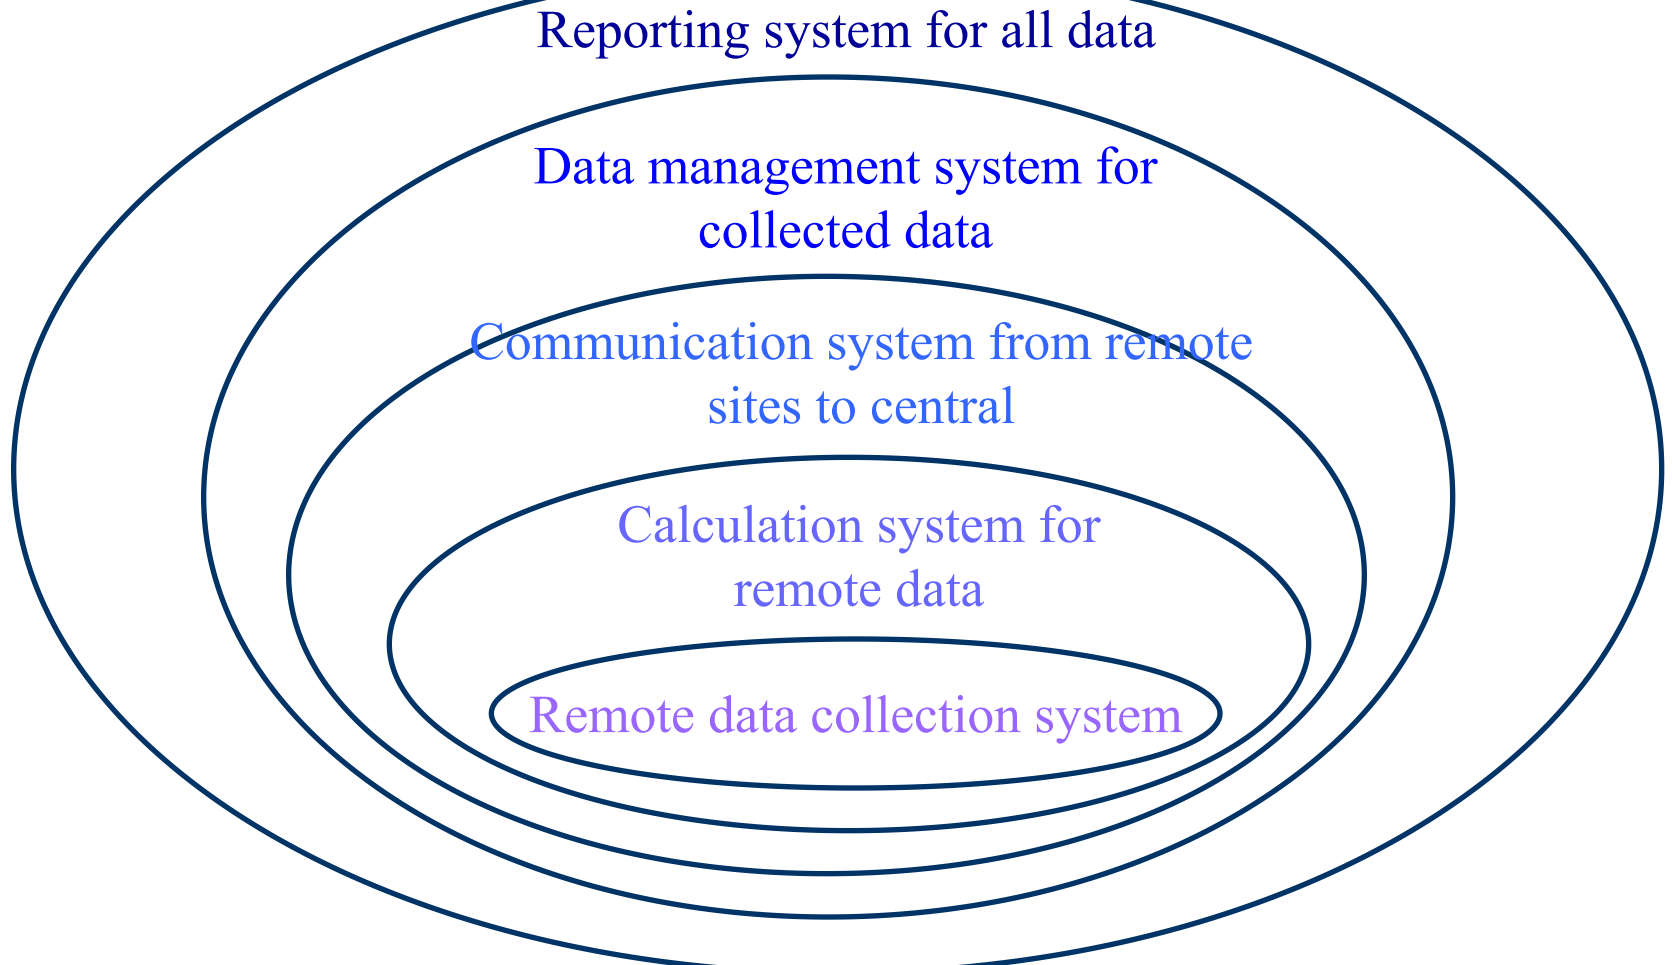 Reporting system for all data
Data management system for
collected data
Communication system from remote
sites to central
Calculation system for
remote data
Remote data collection system